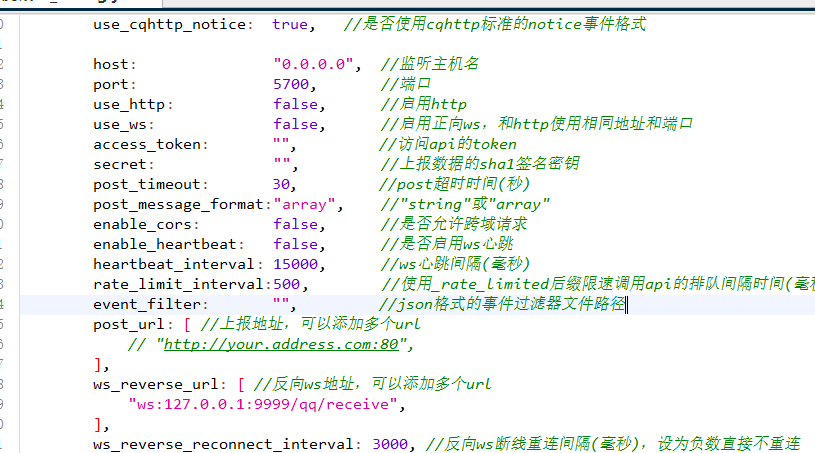 use_cqhttp_notice: true, //是否使用cqhttp标准的notice事件格式
host: "0.0.0.0", //监听主机名
port: 5700, //端口
use_http: false, //启用http
use_ws: false, //启用正向ws，和http使用相同地址和端口
access_token: "", //访问api的token
secret: "", //上报数据的sha1签名密钥
post_timeout: 30, //post超时时间(秒)
post_message_format:"array", //"string"或"array"
enable_cors: false, //是否允许跨域请求
enable_heartbeat: false, //是否启用ws心跳
heartbeat_interval: 15000, //ws心跳间隔(毫秒)
rate_limit_interval:500, //使用_rate_limited后缀限速调用api的排队间隔时间(毫
event_filter: "", //json格式的事件过滤器文件路径
post_url: [ //上报地址，可以添加多个url
// "http://your.address.com:80",
],
ws_reverse_url: [ //反向ws地址，可以添加多个url
"ws:127.0.0.1:9999/qq/receive",
],
ws_reverse_reconnect_interval: 3000, //反向ws断线重连间隔(毫秒)，设为负数直接不重连